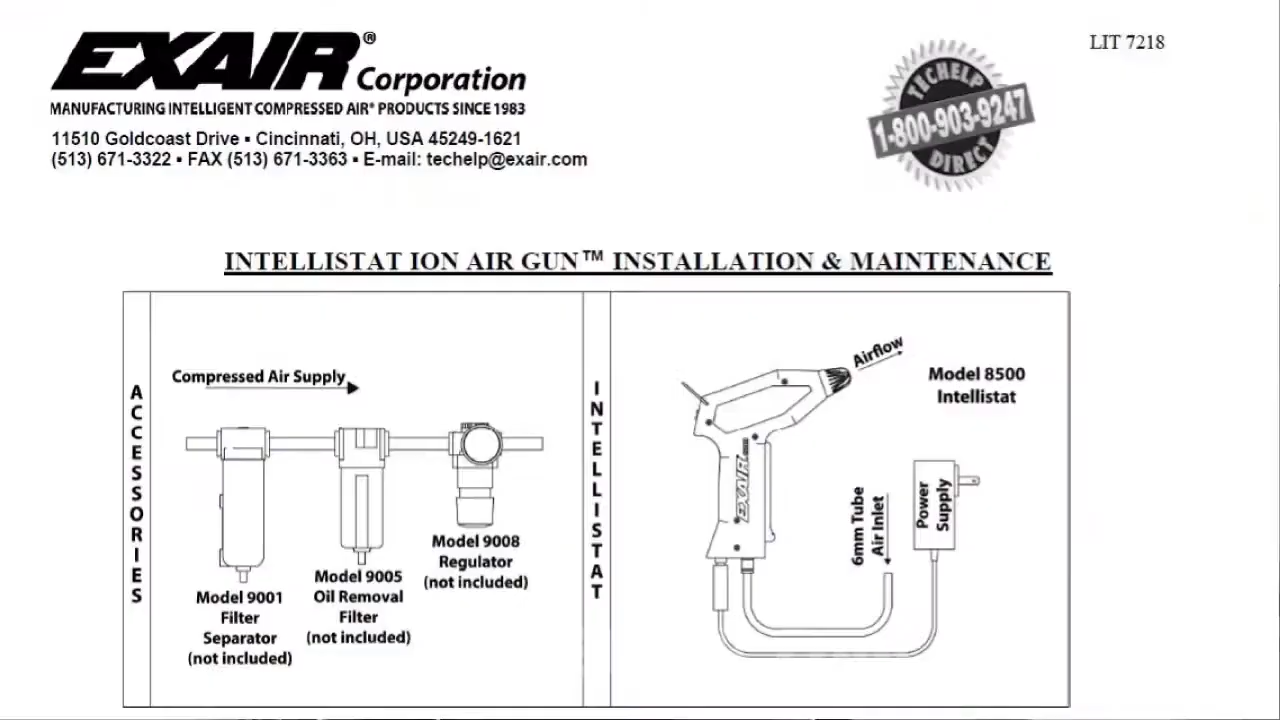 EXAIR® Corporation
MANUFACTURING INTELLIGENT COMPRESSED AIR® PRODUCTS SINCE 1983
11510 Goldcoast Drive ▪ Cincinnati, OH, USA 45249-1621
(513) 671-3322 ▪ FAX (513) 671-3363 ▪ E-mail: techelp@exair.com
TECHELP
1-800-903-9247
DIRECT
LIT 7218
INTELLISTAT ION AIR GUN™ INSTALLATION & MAINTENANCE
ACCESSORIES
Compressed Air Supply
Model 9001
Filter
Separator
(not included)
Model 9005
Oil Removal
Filter
(not included)
Model 9008
Regulator
(not included)
INTELLISTAT
Airflow
Model 8500
Intellistat
EXAIR
6mm Tube
Air Inlet
Power
Supply